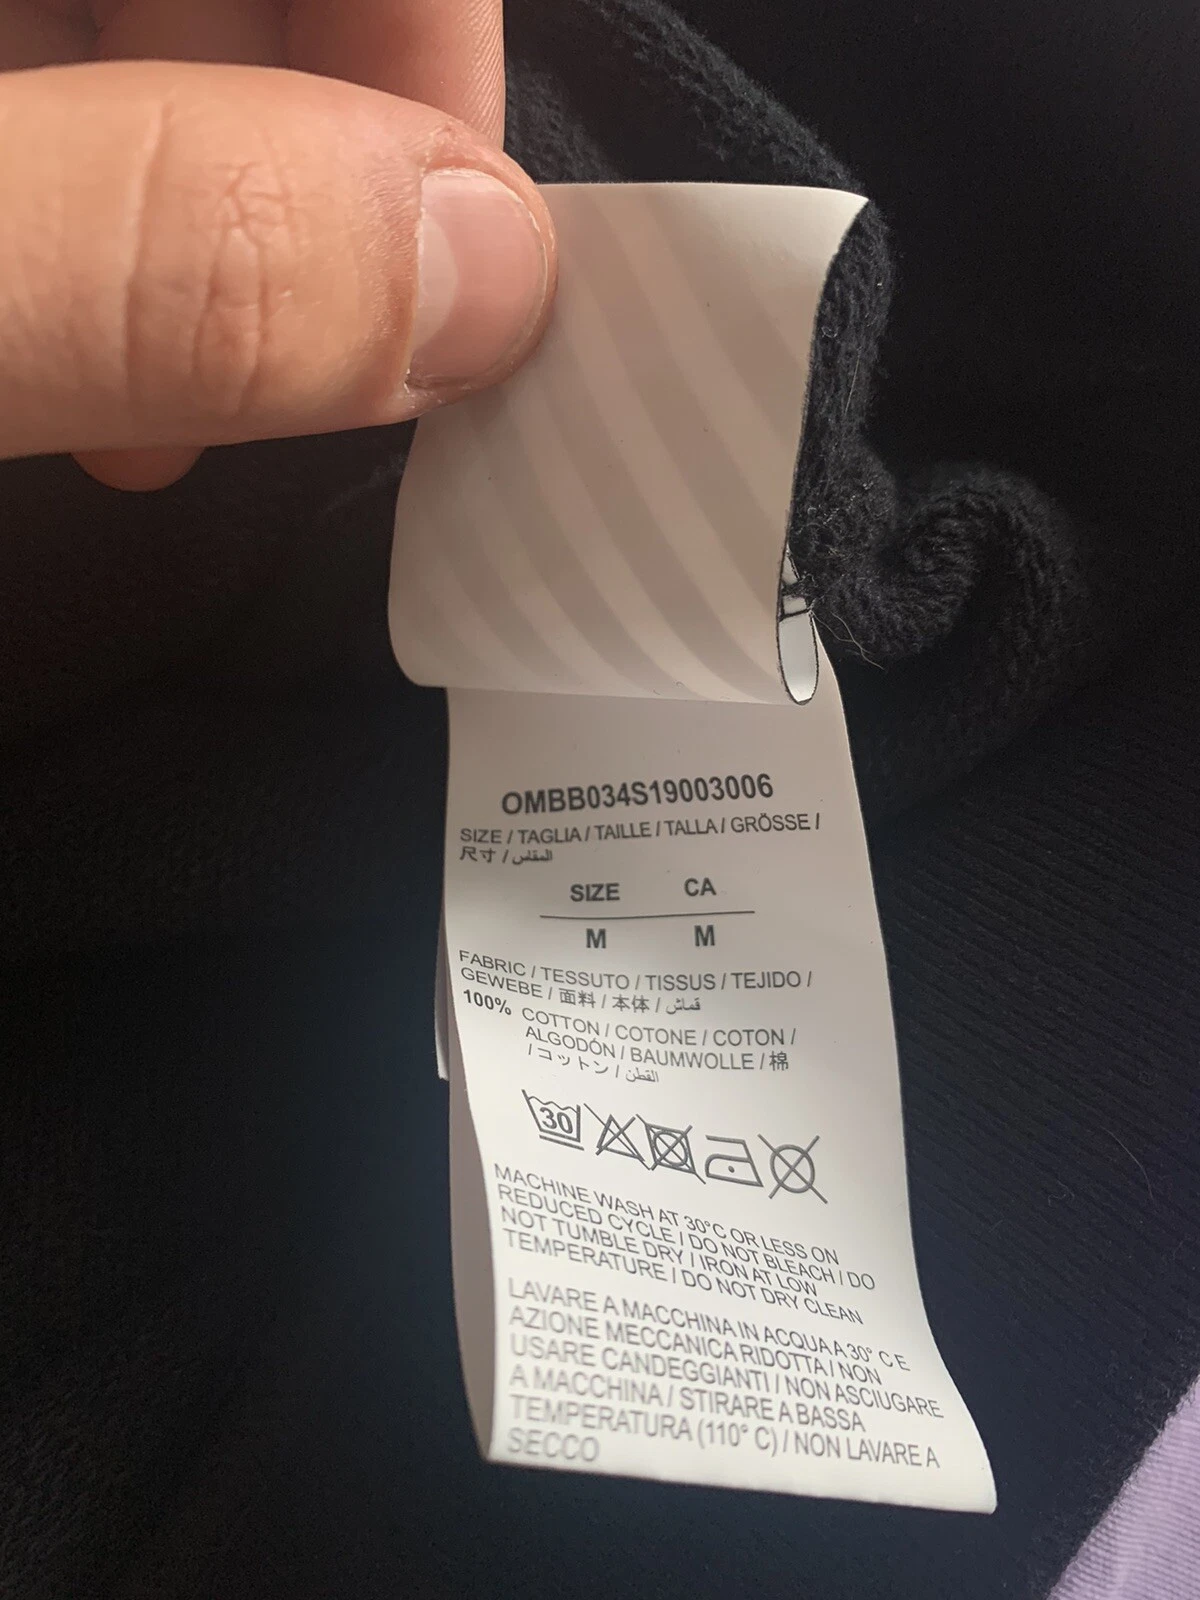 OMBB034S19003006
SIZE / TAGLIA / TAILLE / TALLA / GRÖSSE /
尺寸 / المقاس
SIZE CA
M M
FABRIC / TESSUTO / TISSUS / TEJIDO /
GEWEBE / 面料 / 本体 / قماش
100% COTTON / COTONE / COTON /
ALGODÓN / BAUMWOLLE / 棉
/ コットン / القطن
30
MACHINE WASH AT 30°C OR LESS ON
REDUCED CYCLE / DO NOT BLEACH / DO
NOT TUMBLE DRY / IRON AT LOW
TEMPERATURE / DO NOT DRY CLEAN
LAVARE A MACCHINA IN ACQUA A 30° C E
AZIONE MECCANICA RIDOTTA / NON
USARE CANDEGGIANTI / NON ASCIUGARE
A MACCHINA / STIRARE A BASSA
TEMPERATURA (110° C) / NON LAVARE A
SECCO